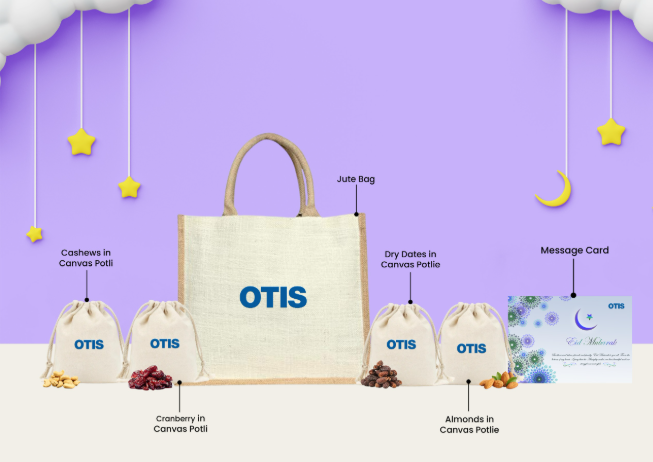 Jute Bag
Cashews in
Canvas Potli
Dry Dates in
Canvas Potlie
Message Card
OTIS
OTIS
OTIS
OTIS
OTIS
OTIS
Eid Mubarak
Cranberry in
Canvas Potli
Almonds in
Canvas Potlie